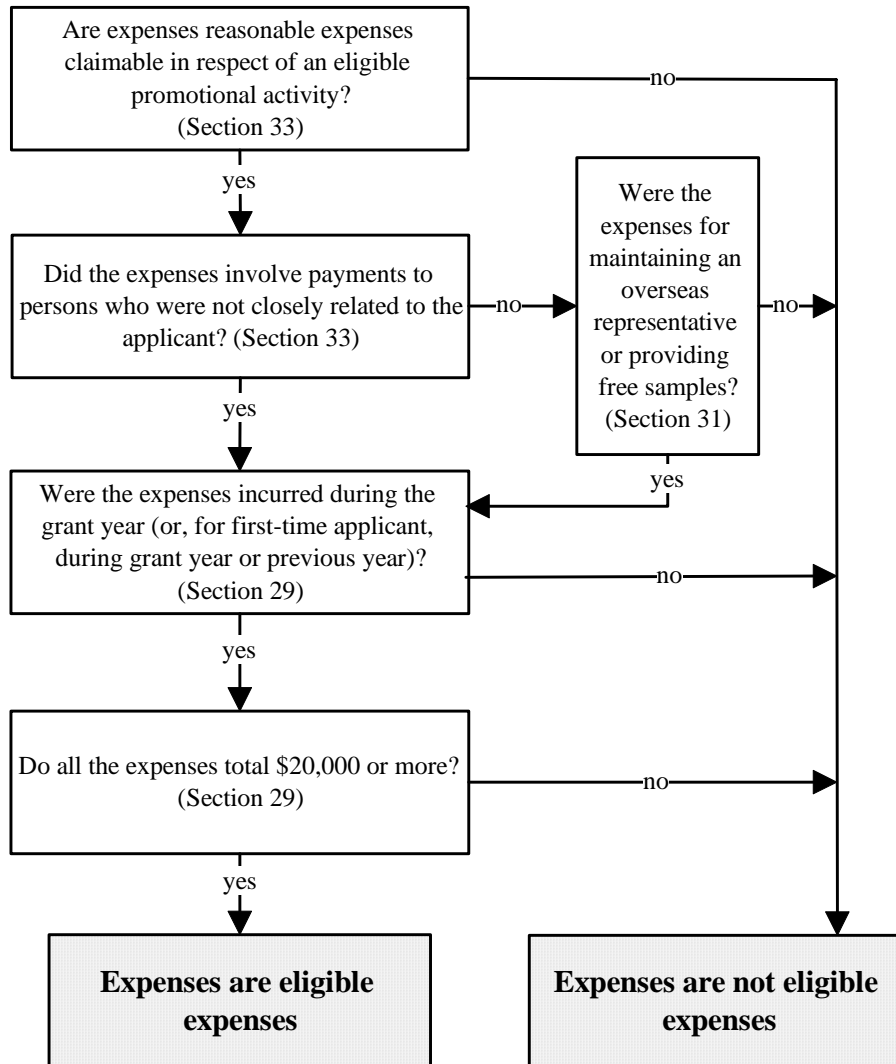 Are expenses reasonable expenses
claimable in respect of an eligible
promotional activity?
(Section 33)
no
yes
Were the
expenses for
maintaining an
overseas
representative
or providing
free samples?
(Section 31)
Did the expenses involve payments to
persons who were not closely related to the
applicant? (Section 33)
no
no
yes
yes
Were the expenses incurred during the
grant year (or, for first-time applicant,
during grant year or previous year)?
(Section 29)
no
yes
Do all the expenses total $20,000 or more?
(Section 29)
no
yes
Expenses are eligible
expenses
Expenses are not eligible
expenses